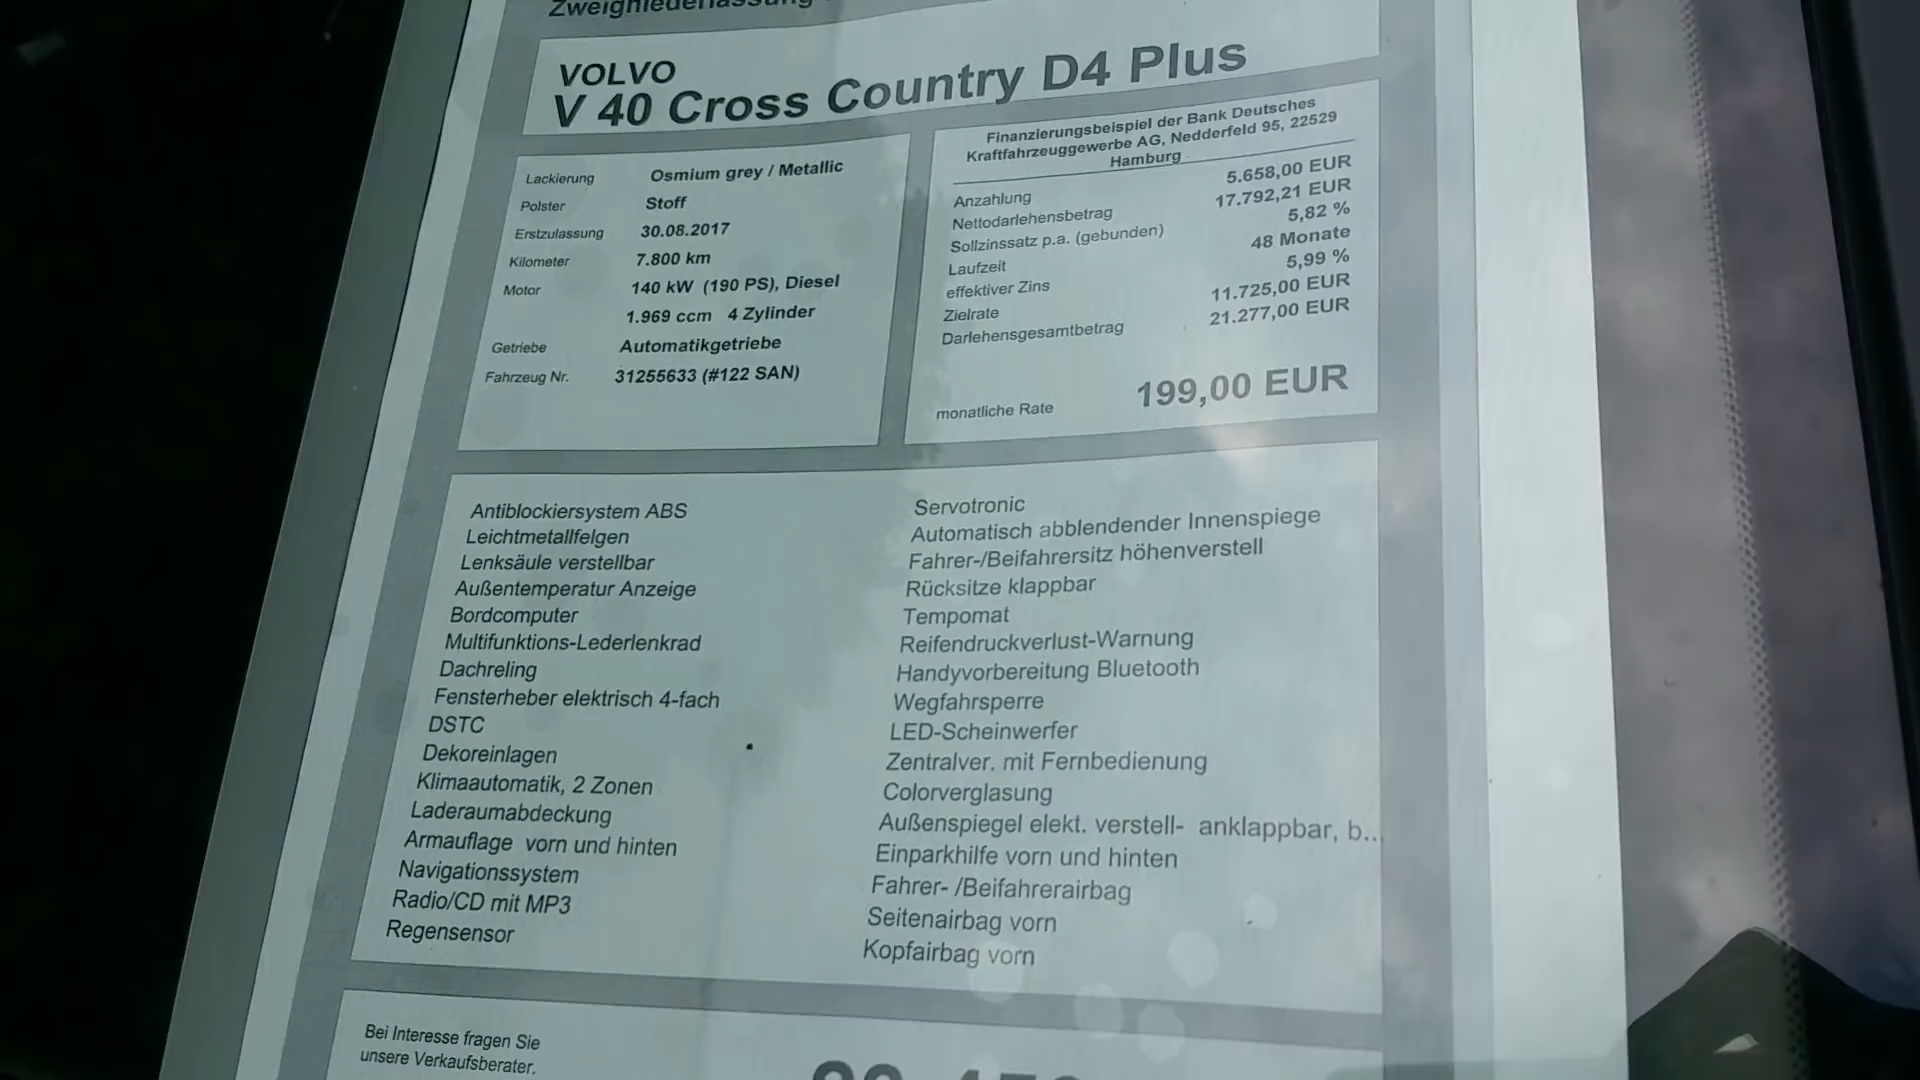 VOLVO
V 40 Cross Country D4 Plus
Lackierung Osmium grey / Metallic
Polster Stoff
Erstzulassung 30.08.2017
Kilometer 7.800 km
Motor 140 kW (190 PS), Diesel
1.969 ccm 4 Zylinder
Getriebe Automatikgetriebe
Fahrzeug Nr. 31255633 (#122 SAN)
Finanzierungsbeispiel der Bank Deutsches
Kraftfahrzeuggewerbe AG, Nedderfeld 95, 22529
Hamburg
Anzahlung 5.658,00 EUR
Nettodarlehensbetrag 17.792,21 EUR
Sollzinssatz p.a. (gebunden) 5,82 %
Laufzeit 48 Monate
effektiver Zins 5,99 %
Zielrate 11.725,00 EUR
Darlehensgesamtbetrag 21.277,00 EUR
monatliche Rate 199,00 EUR
Antiblockiersystem ABS
Leichtmetallfelgen
Lenksäule verstellbar
Außentemperatur Anzeige
Bordcomputer
Multifunktions-Lederlenkrad
Dachreling
Fensterheber elektrisch 4-fach
DSTC
Dekoreinlagen
Klimaautomatik, 2 Zonen
Laderaumabdeckung
Armauflage vorn und hinten
Navigationssystem
Radio/CD mit MP3
Regensensor
Servotronic
Automatisch abblendender Innenspiege
Fahrer-/Beifahrersitz höhenverstell
Rücksitze klappbar
Tempomat
Reifendruckverlust-Warnung
Handyvorbereitung Bluetooth
Wegfahrsperre
LED-Scheinwerfer
Zentralver. mit Fernbedienung
Colorverglasung
Außenspiegel elekt. verstell- anklappbar, b...
Einparkhilfe vorn und hinten
Fahrer- /Beifahrerairbag
Seitenairbag vorn
Kopfairbag vorn
Bei Interesse fragen Sie
unsere Verkaufsberater.